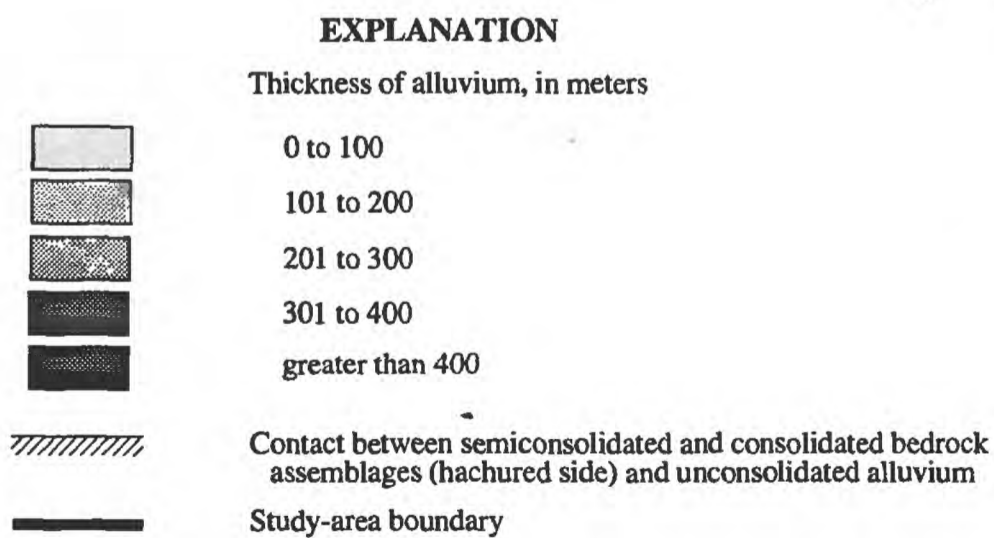 EXPLANATION
Thickness of alluvium, in meters
0 to 100
101 to 200
201 to 300
301 to 400
greater than 400
Contact between semiconsolidated and consolidated bedrock
assemblages (hachured side) and unconsolidated alluvium
Study-area boundary